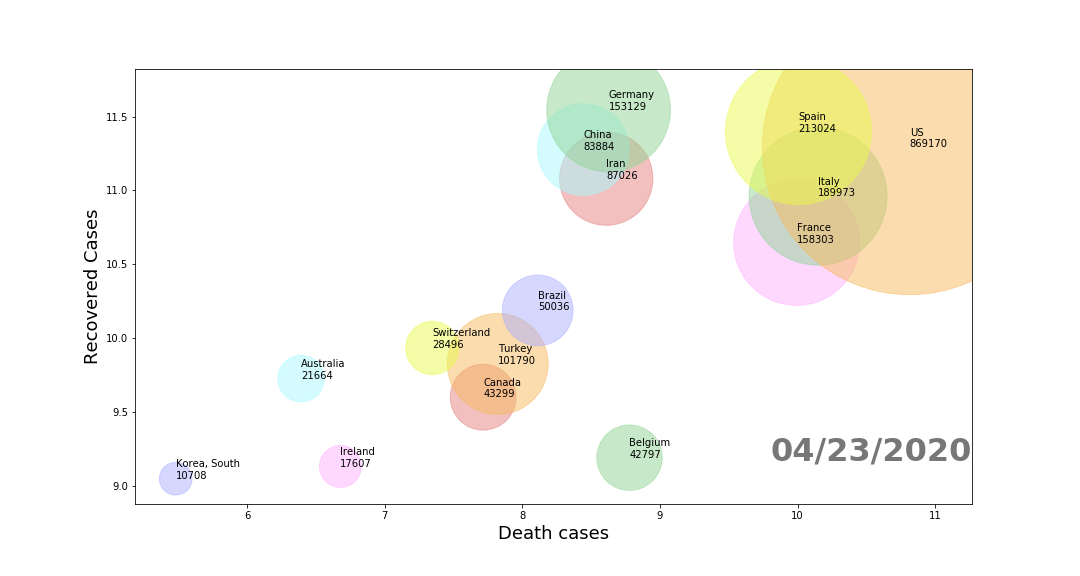 Germany
153129
Spain
213024
US
869170
China
83884
Iran
87026
Italy
189973
France
158303
Brazil
50036
Switzerland
28496
Turkey
101790
Australia
21664
Canada
43299
Belgium
42797
Ireland
17607
Korea, South
10708
04/23/2020
Recovered Cases
11.5
11.0
10.5
10.0
9.5
9.0
6
7
8
9
10
11
Death cases